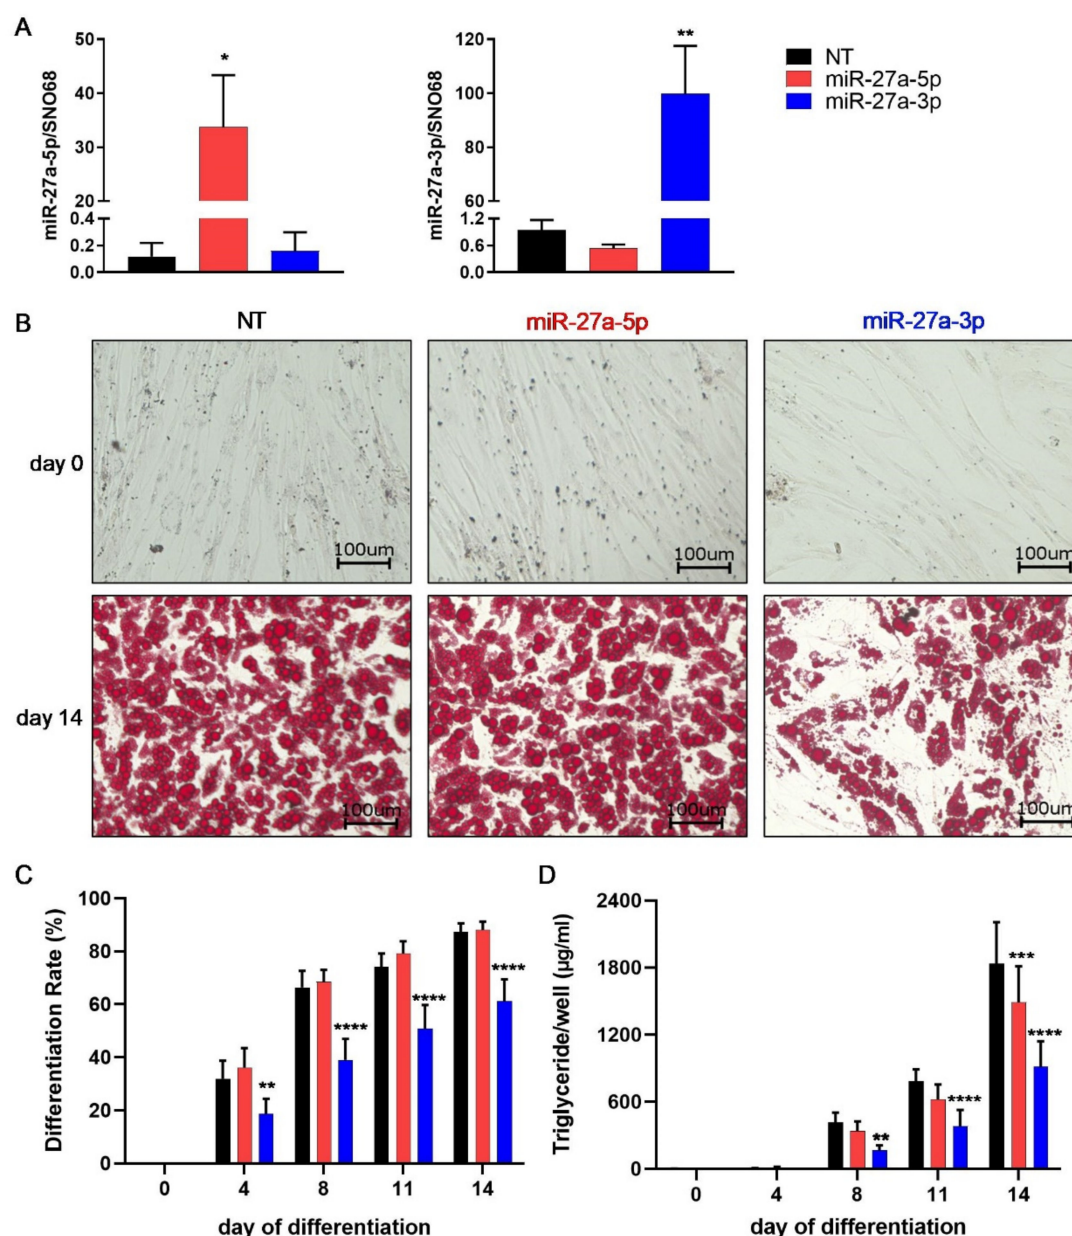 A
50
40
30
20
0.4
0.2
0.0
miR-27a-5p/SNO68
*
120
100
80
60
1.2
0.6
0.0
miR-27a-3p/SNO68
**
NT
miR-27a-5p
miR-27a-3p
B
NT
miR-27a-5p
miR-27a-3p
day 0
100um
100um
100um
day 14
100um
100um
100um
C
100
80
60
40
20
0
Differentiation Rate (%)
**
****
****
****
0 4 8 11 14
day of differentiation
D
2400
1800
1200
600
0
Triglyceride/well (µg/ml)
**
****
***
****
0 4 8 11 14
day of differentiation